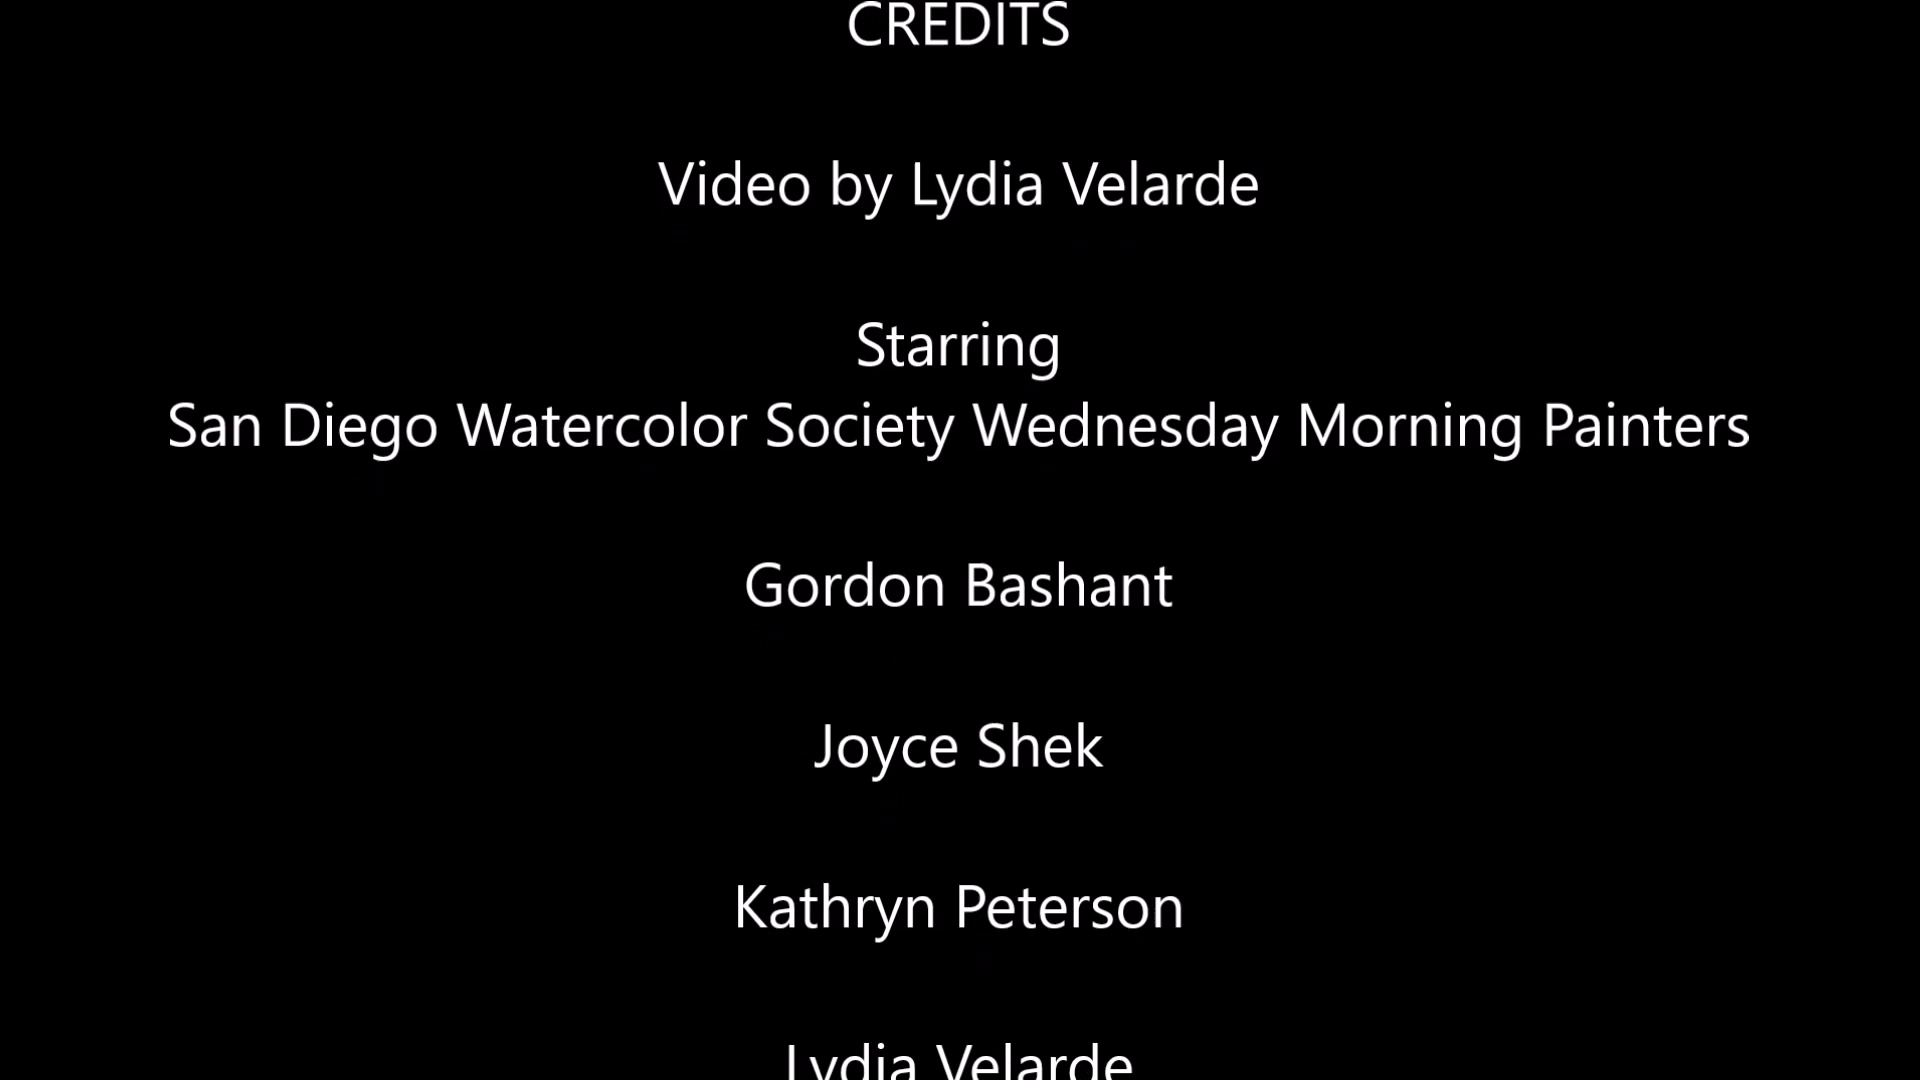 CREDITS
Video by Lydia Velarde
Starring
San Diego Watercolor Society Wednesday Morning Painters
Gordon Bashant
Joyce Shek
Kathryn Peterson
Lydia Velarde